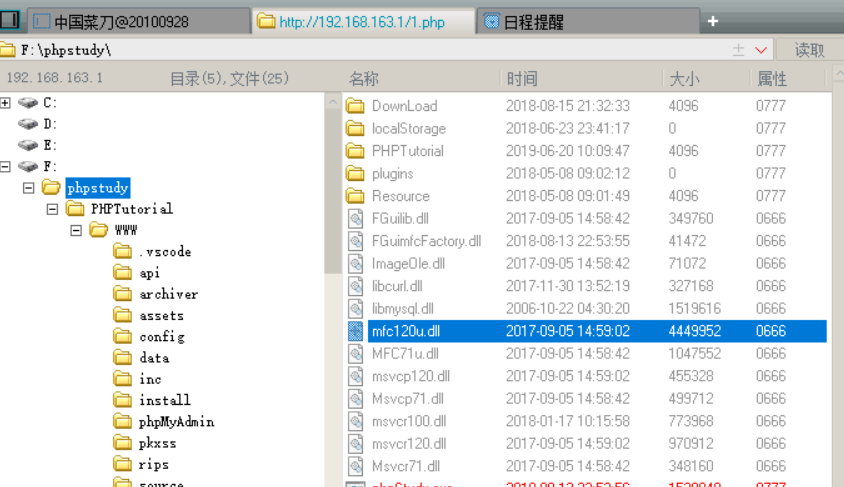 中国菜刀@20100928 http://192.168.163.1/1.php 日程提醒 +
F:\phpstudy\ 读取
192.168.163.1 目录(5),文件(25) 名称 时间 大小 属性
C:
D:
E:
F:
phpstudy
PHPTutorial
WWW
.vscode
api
archiver
assets
config
data
inc
install
phpMyAdmin
pkxss
rips
source
DownLoad 2018-08-15 21:32:33 4096 0777
localStorage 2018-06-23 23:41:17 0 0777
PHPTutorial 2019-06-20 10:09:47 4096 0777
plugins 2018-05-08 09:02:12 0 0777
Resource 2018-05-08 09:01:49 4096 0777
FGuilib.dll 2017-09-05 14:58:42 349760 0666
FGuimfcFactory.dll 2018-08-13 22:53:55 41472 0666
ImageOle.dll 2017-09-05 14:58:42 71072 0666
libcurl.dll 2017-11-30 13:52:19 327168 0666
libmysql.dll 2006-10-22 04:30:20 1519616 0666
mfc120u.dll 2017-09-05 14:59:02 4449952 0666
MFC71u.dll 2017-09-05 14:58:42 1047552 0666
msvcp120.dll 2017-09-05 14:59:02 455328 0666
Msvcp71.dll 2017-09-05 14:58:42 499712 0666
msvcr100.dll 2018-01-17 10:15:58 773968 0666
msvcr120.dll 2017-09-05 14:59:02 970912 0666
Msvcr71.dll 2017-09-05 14:58:42 348160 0666
phpStudy.exe 0777